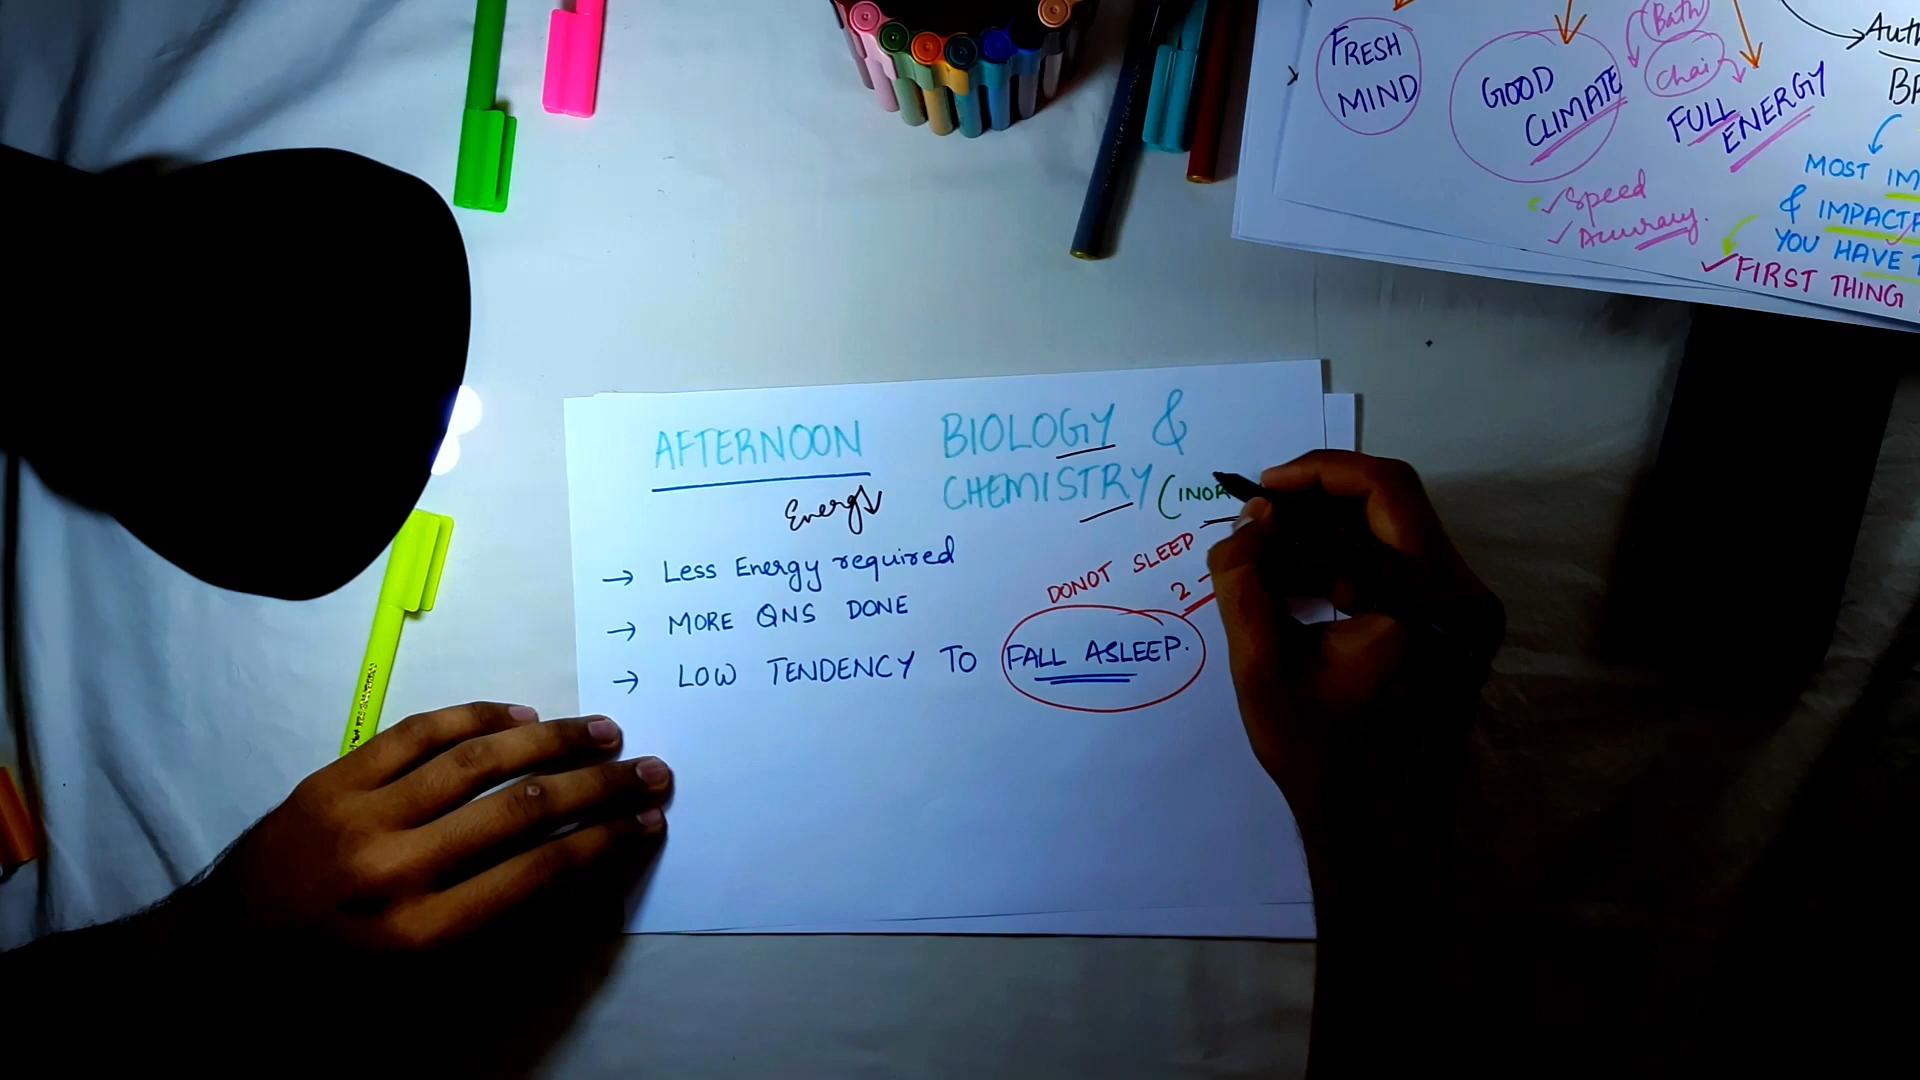 FRESH
MIND
GOOD
CLIMATE
Bath
chai
FULL
ENERGY
Speed
Accuracy.
MOST
&
YOU HAVE
FIRST THING
AFTERNOON
BIOLOGY &
CHEMISTRY
Energy↓
→ Less Energy required
→ MORE QNS DONE
→ LOW TENDENCY TO FALL ASLEEP.
DONOT SLEEP
2 -